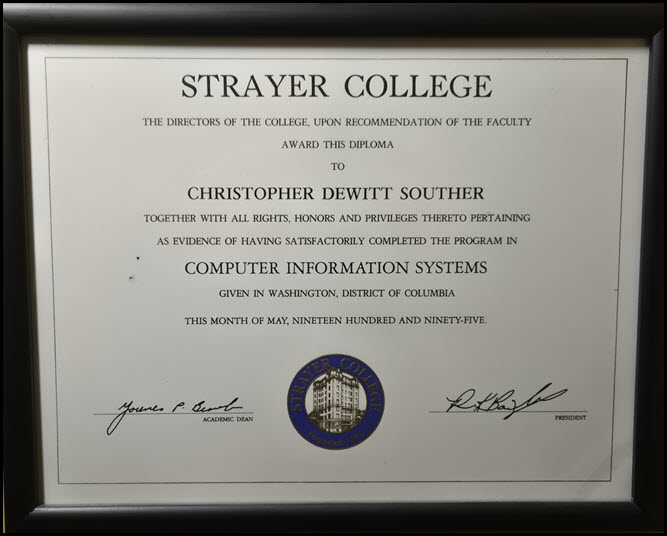 STRAYER COLLEGE
THE DIRECTORS OF THE COLLEGE, UPON RECOMMENDATION OF THE FACULTY
AWARD THIS DIPLOMA
TO
CHRISTOPHER DEWITT SOUTHER
TOGETHER WITH ALL RIGHTS, HONORS AND PRIVILEGES THERETO PERTAINING
AS EVIDENCE OF HAVING SATISFACTORILY COMPLETED THE PROGRAM IN
COMPUTER INFORMATION SYSTEMS
GIVEN IN WASHINGTON, DISTRICT OF COLUMBIA
THIS MONTH OF MAY, NINETEEN HUNDRED AND NINETY-FIVE.
STRAYER COLLEGE
Founded
ACADEMIC DEAN
PRESIDENT